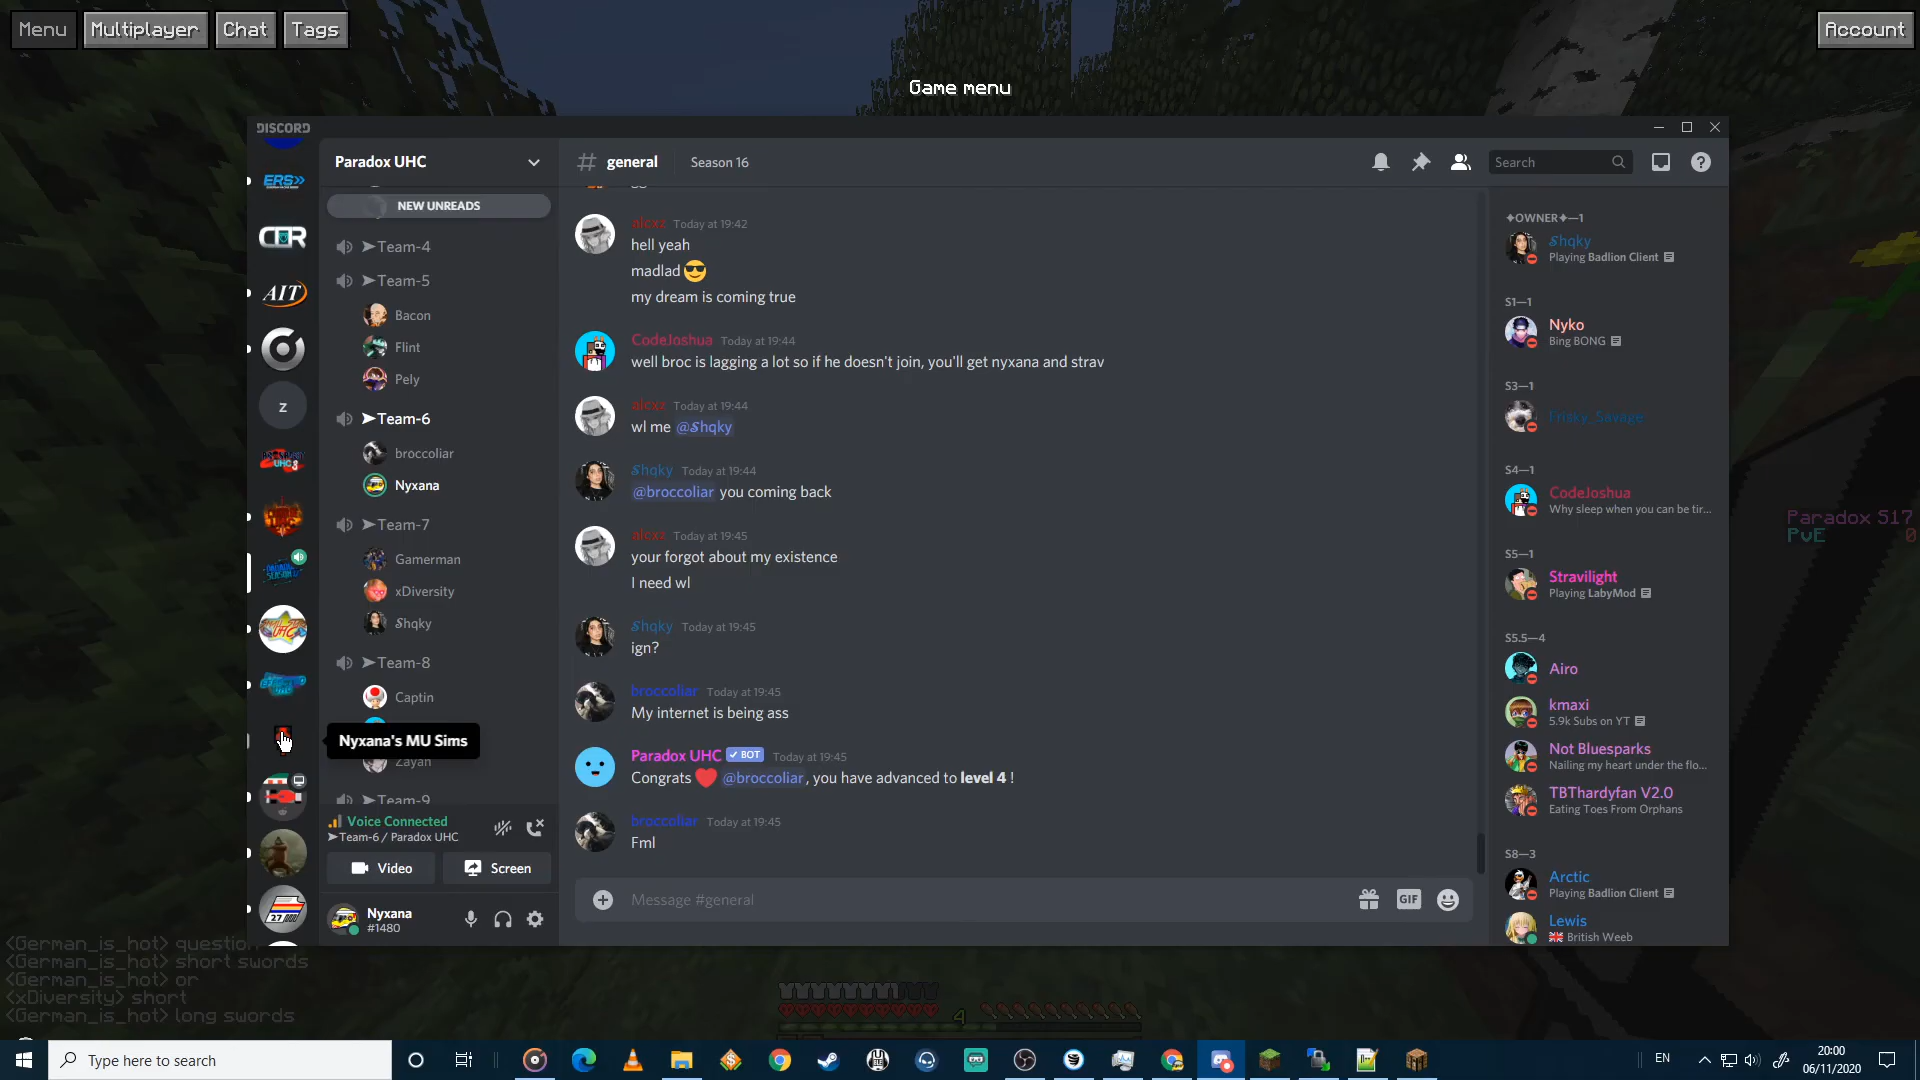 Menu
Multiplayer
Chat
Tags
Account
Game menu
DISCORD
ERS»
AIT
Z
Paradox UHC
NEW UNREADS
➤Team-4
➤Team-5
Bacon
Flint
Pely
➤Team-6
broccoliar
Nyxana
➤Team-7
Gamerman
xDiversity
Shqky
➤Team-8
Captin
Nyxana's MU Sims
Zayan
➤Team-9
Voice Connected
➤Team-6 / Paradox UHC
Video
Screen
Nyxana
#1480
general
Season 16
Search
alcxz Today at 19:42
hell yeah
madlad 😎
my dream is coming true
CodeJoshua Today at 19:44
well broc is lagging a lot so if he doesn't join, you'll get nyxana and strav
alcxz Today at 19:44
wl me @Shqky
Shqky Today at 19:44
@broccoliar you coming back
alcxz Today at 19:45
your forgot about my existence
I need wl
Shqky Today at 19:45
ign?
broccoliar Today at 19:45
My internet is being ass
Paradox UHC ✓ BOT Today at 19:45
Congrats ❤️ @broccoliar, you have advanced to level 4 !
broccoliar Today at 19:45
Fml
Message #general
GIF
✦OWNER✦—1
Shqky
Playing Badlion Client
S1—1
Nyko
Bing BONG
S3—1
Frisky_Savage
S4—1
CodeJoshua
Why sleep when you can be tir...
S5—1
Stravilight
Playing LabyMod
S5.5—4
Airo
kmaxi
5.9k Subs on YT
Not Bluesparks
Nailing my heart under the flo...
TBThardyfan V2.0
Eating Toes From Orphans
S8—3
Arctic
Playing Badlion Client
Lewis
🇬🇧 British Weeb
Paradox S17
PvE 0
<German_is_hot> question
<German_is_hot> short swords
<German_is_hot> or
<xDiversity> short
<German_is_hot> long swords
4
Type here to search
EN
20:00
06/11/2020